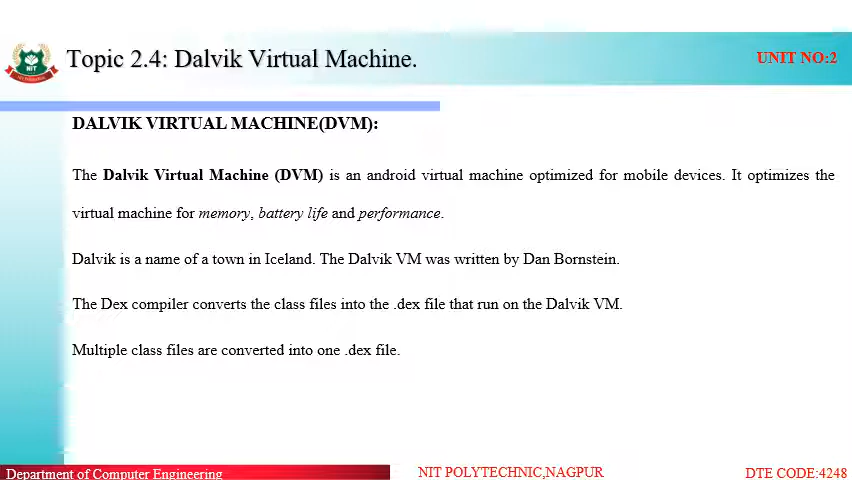 Topic 2.4: Dalvik Virtual Machine.
UNIT NO:2
NIT
DALVIK VIRTUAL MACHINE(DVM):
The Dalvik Virtual Machine (DVM) is an android virtual machine optimized for mobile devices. It optimizes the
virtual machine for memory, battery life and performance.
Dalvik is a name of a town in Iceland. The Dalvik VM was written by Dan Bornstein.
The Dex compiler converts the class files into the .dex file that run on the Dalvik VM.
Multiple class files are converted into one .dex file.
Department of Computer Engineering
NIT POLYTECHNIC,NAGPUR
DTE CODE:4248